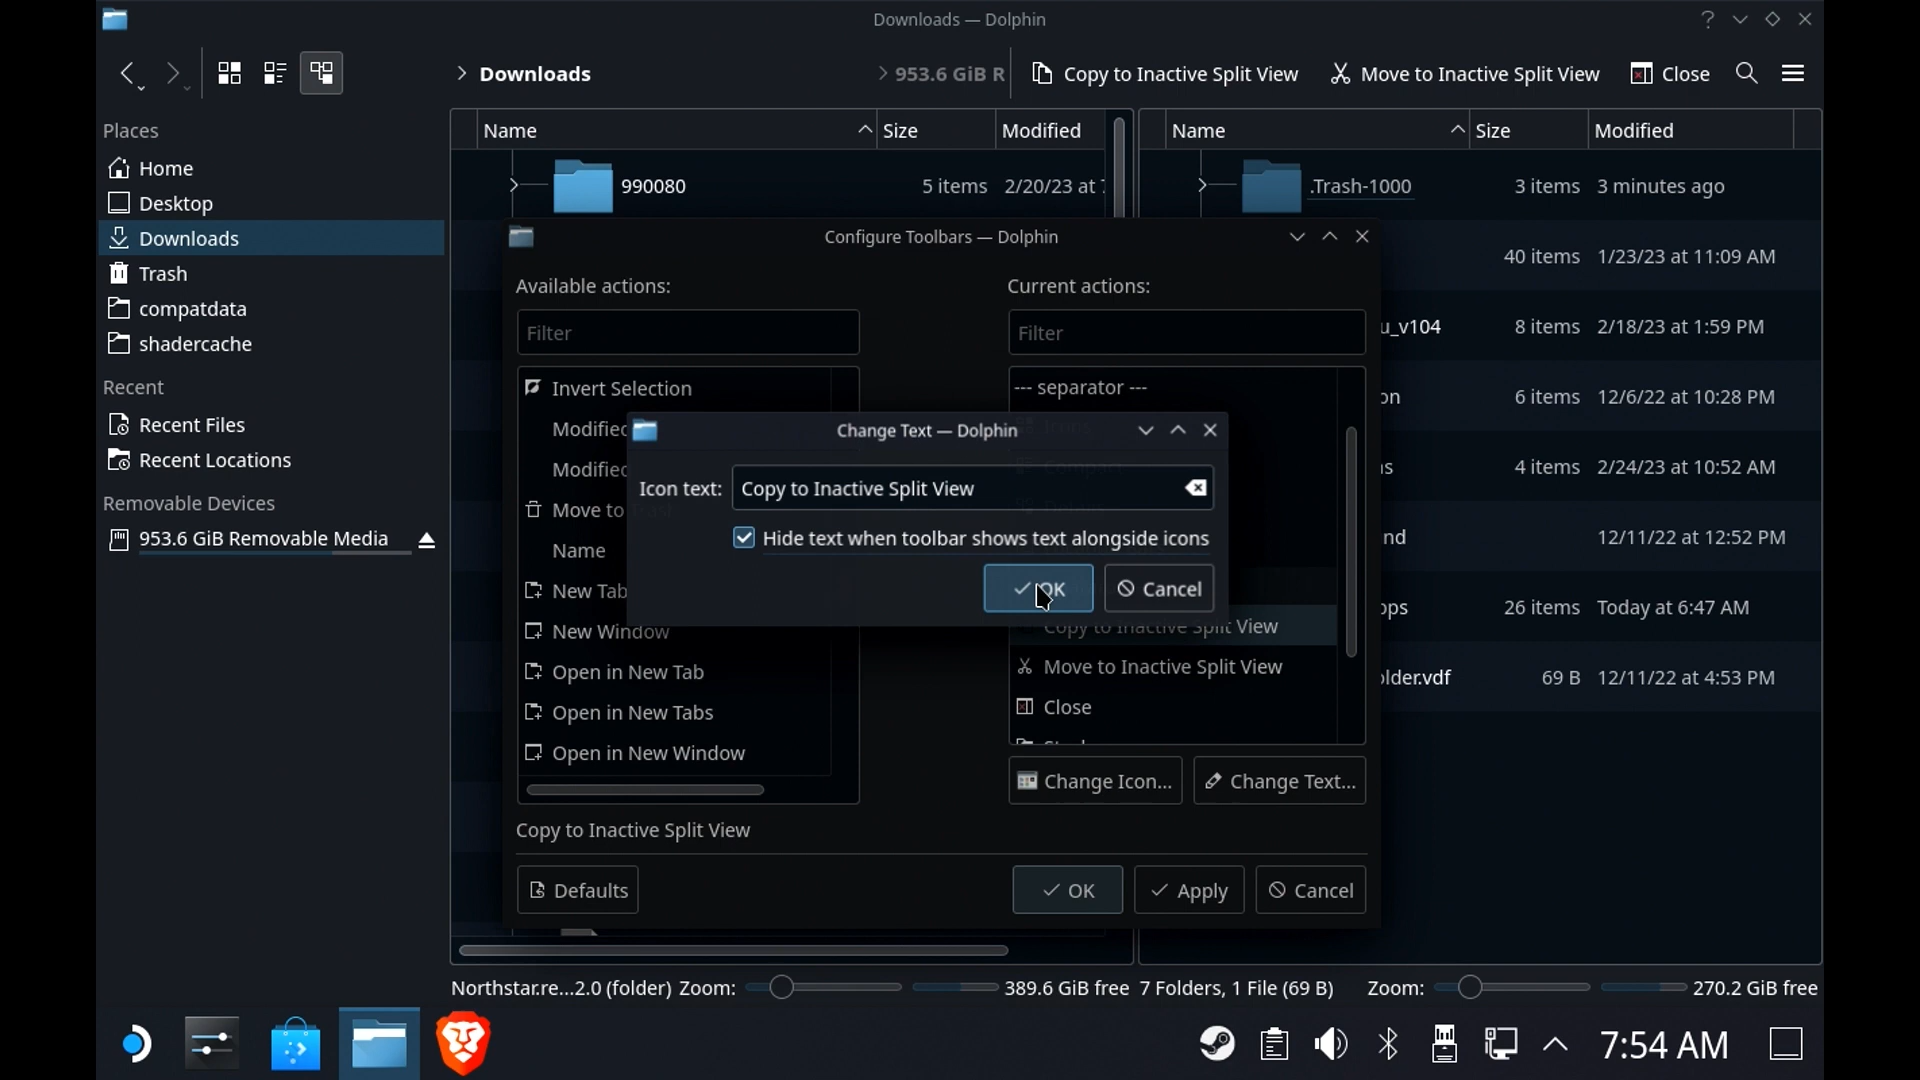 Downloads — Dolphin
Downloads
953.6 GiB R
Copy to Inactive Split View
Move to Inactive Split View
Close
Places
Home
Desktop
Downloads
Trash
compatdata
shadercache
Recent
Recent Files
Recent Locations
Removable Devices
953.6 GiB Removable Media
Name Size Modified
990080 5 items 2/20/23 at
Name Size Modified
.Trash-1000 3 items 3 minutes ago
40 items 1/23/23 at 11:09 AM
u_v104 8 items 2/18/23 at 1:59 PM
on 6 items 12/6/22 at 10:28 PM
s 4 items 2/24/23 at 10:52 AM
nd 12/11/22 at 12:52 PM
ops 26 items Today at 6:47 AM
older.vdf 69 B 12/11/22 at 4:53 PM
Configure Toolbars — Dolphin
Available actions:
Filter
Invert Selection
Modified
Modified
Move to
Name
New Tab
New Window
Open in New Tab
Open in New Tabs
Open in New Window
Current actions:
Filter
--- separator ---
Copy to Inactive Split View
Move to Inactive Split View
Close
Change Icon...
Change Text...
Copy to Inactive Split View
Defaults
OK
Apply
Cancel
Change Text — Dolphin
Icon text: Copy to Inactive Split View
Hide text when toolbar shows text alongside icons
OK
Cancel
Northstar.re...2.0 (folder) Zoom: 389.6 GiB free
7 Folders, 1 File (69 B) Zoom: 270.2 GiB free
7:54 AM